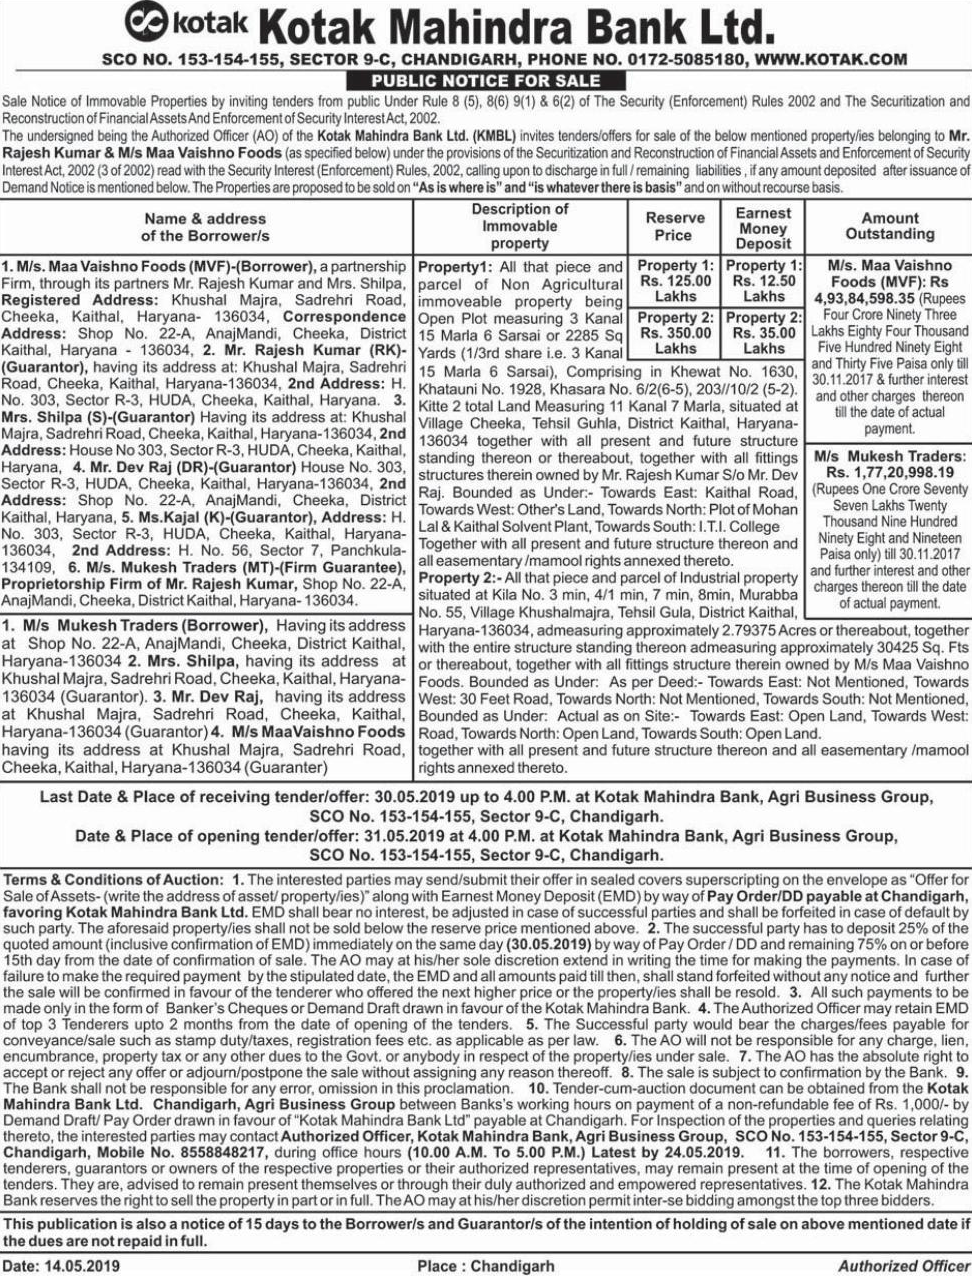 kotak Kotak Mahindra Bank Ltd.
SCO NO. 153-154-155, SECTOR 9-C, CHANDIGARH, PHONE NO. 0172-5085180, WWW.KOTAK.COM
PUBLIC NOTICE FOR SALE
Sale Notice of Immovable Properties by inviting tenders from public Under Rule 8 (5), 8(6) 9(1) & 6(2) of The Security (Enforcement) Rules 2002 and The Securitization and
Reconstruction of Financial Assets And Enforcement of Security Interest Act, 2002.
The undersigned being the Authorized Officer (AO) of the Kotak Mahindra Bank Ltd. (KMBL) invites tenders/offers for sale of the below mentioned property/ies belonging to Mr.
Rajesh Kumar & M/s Maa Vaishno Foods (as specified below) under the provisions of the Securitization and Reconstruction of Financial Assets and Enforcement of Security
Interest Act, 2002 (3 of 2002) read with the Security Interest (Enforcement) Rules, 2002, calling upon to discharge in full / remaining liabilities , if any amount deposited after issuance of
Demand Notice is mentioned below. The Properties are proposed to be sold on "As is where is" and "is whatever there is basis" and on without recourse basis.
Name & address
of the Borrower/s
1. M/s. Maa Vaishno Foods (MVF)-(Borrower), a partnership
Firm, through its partners Mr. Rajesh Kumar and Mrs. Shilpa,
Registered Address: Khushal Majra, Sadrehri Road,
Cheeka, Kaithal, Haryana- 136034, Correspondence
Address: Shop No. 22-A, AnajMandi, Cheeka, District
Kaithal, Haryana - 136034, 2. Mr. Rajesh Kumar (RK)-
(Guarantor), having its address at: Khushal Majra, Sadrehri
Road, Cheeka, Kaithal, Haryana-136034, 2nd Address: H.
No. 303, Sector R-3, HUDA, Cheeka, Kaithal, Haryana. 3.
Mrs. Shilpa (S)-(Guarantor) Having its address at: Khushal
Majra, Sadrehri Road, Cheeka, Kaithal, Haryana-136034, 2nd
Address: House No 303, Sector R-3, HUDA, Cheeka, Kaithal,
Haryana, 4. Mr. Dev Raj (DR)-(Guarantor) House No. 303,
Sector R-3, HUDA, Cheeka, Kaithal, Haryana-136034, 2nd
Address: Shop No. 22-A, AnajMandi, Cheeka, District
Kaithal, Haryana, 5. Ms.Kajal (K)-(Guarantor), Address: H.
No. 303, Sector R-3, HUDA, Cheeka, Kaithal, Haryana-
136034, 2nd Address: H. No. 56, Sector 7, Panchkula-
134109, 6. M/s. Mukesh Traders (MT)-(Firm Guarantee),
Proprietorship Firm of Mr. Rajesh Kumar, Shop No. 22-A,
AnajMandi, Cheeka, District Kaithal, Haryana- 136034.
1. M/s Mukesh Traders (Borrower), Having its address
at Shop No. 22-A, AnajMandi, Cheeka, District Kaithal,
Haryana-136034 2. Mrs. Shilpa, having its address at
Khushal Majra, Sadrehri Road, Cheeka, Kaithal, Haryana-
136034 (Guarantor). 3. Mr. Dev Raj, having its address
at Khushal Majra, Sadrehri Road, Cheeka, Kaithal,
Haryana-136034 (Guarantor) 4. M/s MaaVaishno Foods
having its address at Khushal Majra, Sadrehri Road,
Cheeka, Kaithal, Haryana-136034 (Guaranter)
Description of
Immovable
property
Property1: All that piece and
parcel of Non Agricultural
immoveable property being
Open Plot measuring 3 Kanal
15 Marla 6 Sarsai or 2285 Sq
Yards (1/3rd share i.e. 3 Kanal
15 Marla 6 Sarsai), Comprising in Khewat No. 1630,
Khatauni No. 1928, Khasara No. 6/2(6-5), 203//10/2 (5-2).
Kitte 2 total Land Measuring 11 Kanal 7 Marla, situated at
Village Cheeka, Tehsil Guhla, District Kaithal, Haryana-
136034 together with all present and future structure
standing thereon or thereabout, together with all fittings
structures therein owned by Mr. Rajesh Kumar S/o Mr. Dev
Raj. Bounded as Under:- Towards East: Kaithal Road,
Towards West: Other's Land, Towards North: Plot of Mohan
Lal & Kaithal Solvent Plant, Towards South: I.T.I. College
Together with all present and future structure thereon and
all easementary /mamool rights annexed thereto.
Property 2:- All that piece and parcel of Industrial property
situated at Kila No. 3 min, 4/1 min, 7 min, 8min, Murabba
No. 55, Village Khushalmajra, Tehsil Gula, District Kaithal,
Haryana-136034, admeasuring approximately 2.79375 Acres or thereabout, together
with the entire structure standing thereon admeasuring approximately 30425 Sq. Fts
or thereabout, together with all fittings structure therein owned by M/s Maa Vaishno
Foods. Bounded as Under: As per Deed:- Towards East: Not Mentioned, Towards
West: 30 Feet Road, Towards North: Not Mentioned, Towards South: Not Mentioned,
Bounded as Under: Actual as on Site:- Towards East: Open Land, Towards West:
Road, Towards North: Open Land, Towards South: Open Land.
together with all present and future structure thereon and all easementary /mamool
rights annexed thereto.
Reserve
Price
Property 1:
Rs. 125.00
Lakhs
Property 2:
Rs. 350.00
Lakhs
Earnest
Money
Deposit
Property 1:
Rs. 12.50
Lakhs
Property 2:
Rs. 35.00
Lakhs
Amount
Outstanding
M/s. Maa Vaishno
Foods (MVF): Rs
4,93,84,598.35 (Rupees
Four Crore Ninety Three
Lakhs Eighty Four Thousand
Five Hundred Ninety Eight
and Thirty Five Paisa only till
30.11.2017 & further interest
and other charges thereon
till the date of actual
payment.
M/s Mukesh Traders:
Rs. 1,77,20,998.19
(Rupees One Crore Seventy
Seven Lakhs Twenty
Thousand Nine Hundred
Ninety Eight and Nineteen
Paisa only) till 30.11.2017
and further interest and other
charges thereon till the date
of actual payment.
Last Date & Place of receiving tender/offer: 30.05.2019 up to 4.00 P.M. at Kotak Mahindra Bank, Agri Business Group,
SCO No. 153-154-155, Sector 9-C, Chandigarh.
Date & Place of opening tender/offer: 31.05.2019 at 4.00 P.M. at Kotak Mahindra Bank, Agri Business Group,
SCO No. 153-154-155, Sector 9-C, Chandigarh.
Terms & Conditions of Auction: 1. The interested parties may send/submit their offer in sealed covers superscripting on the envelope as "Offer for
Sale of Assets- (write the address of asset/ property/ies)" along with Earnest Money Deposit (EMD) by way of Pay Order/DD payable at Chandigarh,
favoring Kotak Mahindra Bank Ltd. EMD shall bear no interest, be adjusted in case of successful parties and shall be forfeited in case of default by
such party. The aforesaid property/ies shall not be sold below the reserve price mentioned above. 2. The successful party has to deposit 25% of the
quoted amount (inclusive confirmation of EMD) immediately on the same day (30.05.2019) by way of Pay Order / DD and remaining 75% on or before
15th day from the date of confirmation of sale. The AO may at his/her sole discretion extend in writing the time for making the payments. In case of
failure to make the required payment by the stipulated date, the EMD and all amounts paid till then, shall stand forfeited without any notice and further
the sale will be confirmed in favour of the tenderer who offered the next higher price or the property/ies shall be resold. 3. All such payments to be
made only in the form of Banker's Cheques or Demand Draft drawn in favour of the Kotak Mahindra Bank. 4. The Authorized Officer may retain EMD
of top 3 Tenderers upto 2 months from the date of opening of the tenders. 5. The Successful party would bear the charges/fees payable for
conveyance/sale such as stamp duty/taxes, registration fees etc. as applicable as per law. 6. The AO will not be responsible for any charge, lien,
encumbrance, property tax or any other dues to the Govt. or anybody in respect of the property/ies under sale. 7. The AO has the absolute right to
accept or reject any offer or adjourn/postpone the sale without assigning any reason thereoff. 8. The sale is subject to confirmation by the Bank. 9.
The Bank shall not be responsible for any error, omission in this proclamation. 10. Tender-cum-auction document can be obtained from the Kotak
Mahindra Bank Ltd. Chandigarh, Agri Business Group between Banks's working hours on payment of a non-refundable fee of Rs. 1,000/- by
Demand Draft/ Pay Order drawn in favour of "Kotak Mahindra Bank Ltd" payable at Chandigarh. For Inspection of the properties and queries relating
thereto, the interested parties may contact Authorized Officer, Kotak Mahindra Bank, Agri Business Group, SCO No. 153-154-155, Sector 9-C,
Chandigarh, Mobile No. 8558848217, during office hours (10.00 A.M. To 5.00 P.M.) Latest by 24.05.2019. 11. The borrowers, respective
tenderers, guarantors or owners of the respective properties or their authorized representatives, may remain present at the time of opening of the
tenders. They are, advised to remain present themselves or through their duly authorized and empowered representatives. 12. The Kotak Mahindra
Bank reserves the right to sell the property in part or in full. The AO may at his/her discretion permit inter-se bidding amongst the top three bidders.
This publication is also a notice of 15 days to the Borrower/s and Guarantor/s of the intention of holding of sale on above mentioned date if
the dues are not repaid in full.
Date: 14.05.2019 Place : Chandigarh Authorized Officer